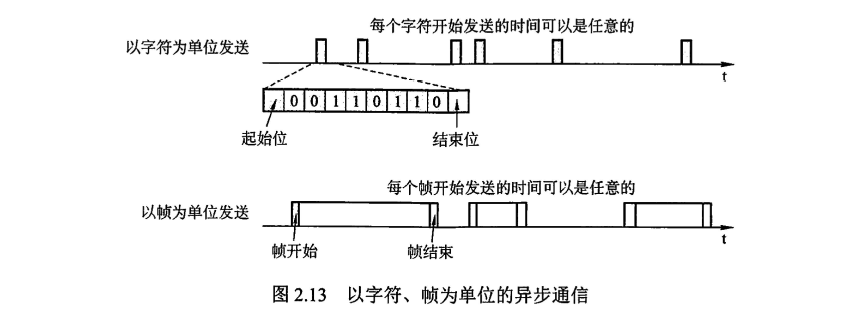 每个字符开始发送的时间可以是任意的
以字符为单位发送
t
0 0 1 1 0 1 1 0
起始位 结束位
每个帧开始发送的时间可以是任意的
以帧为单位发送
t
帧开始 帧结束
图 2.13 以字符、帧为单位的异步通信